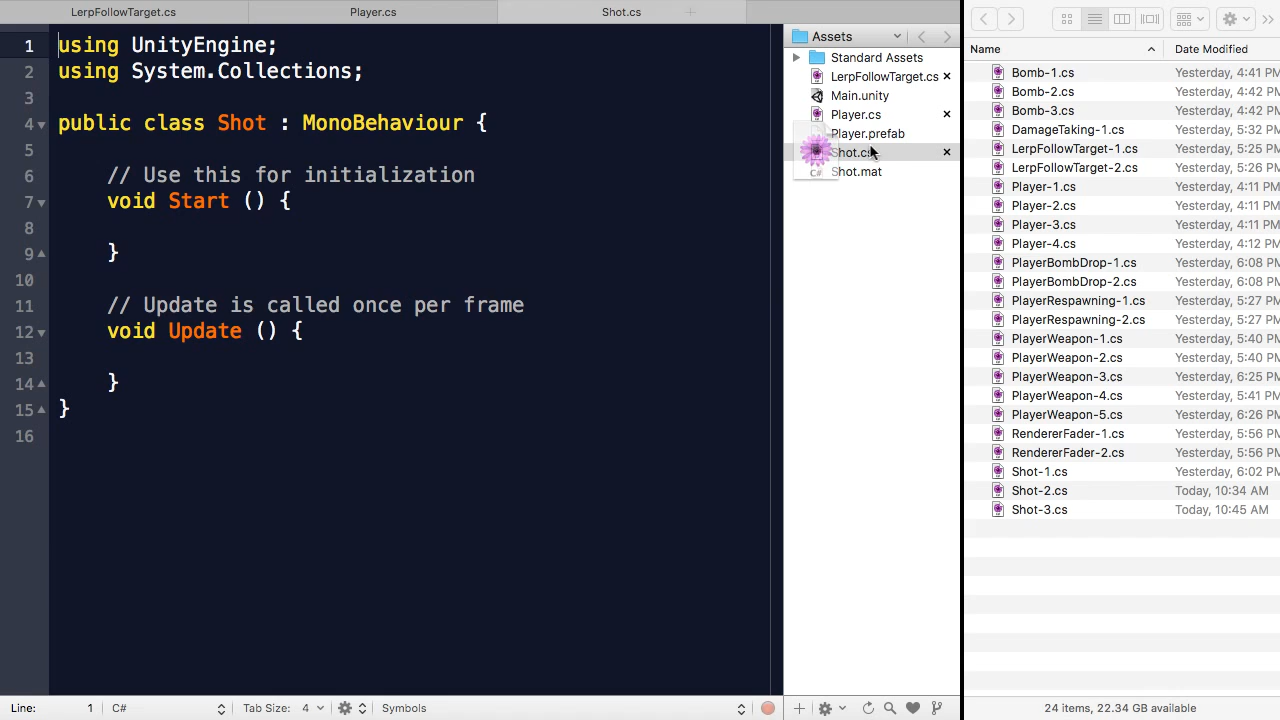 LerpFollowTarget.cs
Player.cs
Shot.cs
1 using UnityEngine;
2 using System.Collections;
3
4 public class Shot : MonoBehaviour {
5
6 // Use this for initialization
7 void Start () {
8
9 }
10
11 // Update is called once per frame
12 void Update () {
13
14 }
15 }
16
Line: 1 C# Tab Size: 4 Symbols
Assets
Standard Assets
LerpFollowTarget.cs
Main.unity
Player.cs
Player.prefab
Shot.cs
Shot.mat
C#
Name Date Modified
Bomb-1.cs Yesterday, 4:41 PM
Bomb-2.cs Yesterday, 4:42 PM
Bomb-3.cs Yesterday, 4:42 PM
DamageTaking-1.cs Yesterday, 5:32 PM
LerpFollowTarget-1.cs Yesterday, 5:25 PM
LerpFollowTarget-2.cs Yesterday, 5:26 PM
Player-1.cs Yesterday, 4:11 PM
Player-2.cs Yesterday, 4:11 PM
Player-3.cs Yesterday, 4:11 PM
Player-4.cs Yesterday, 4:12 PM
PlayerBombDrop-1.cs Yesterday, 6:08 PM
PlayerBombDrop-2.cs Yesterday, 6:08 PM
PlayerRespawning-1.cs Yesterday, 5:27 PM
PlayerRespawning-2.cs Yesterday, 5:27 PM
PlayerWeapon-1.cs Yesterday, 5:40 PM
PlayerWeapon-2.cs Yesterday, 5:40 PM
PlayerWeapon-3.cs Yesterday, 6:25 PM
PlayerWeapon-4.cs Yesterday, 5:41 PM
PlayerWeapon-5.cs Yesterday, 6:26 PM
RendererFader-1.cs Yesterday, 5:56 PM
RendererFader-2.cs Yesterday, 5:56 PM
Shot-1.cs Yesterday, 6:02 PM
Shot-2.cs Today, 10:34 AM
Shot-3.cs Today, 10:45 AM
24 items, 22.34 GB available